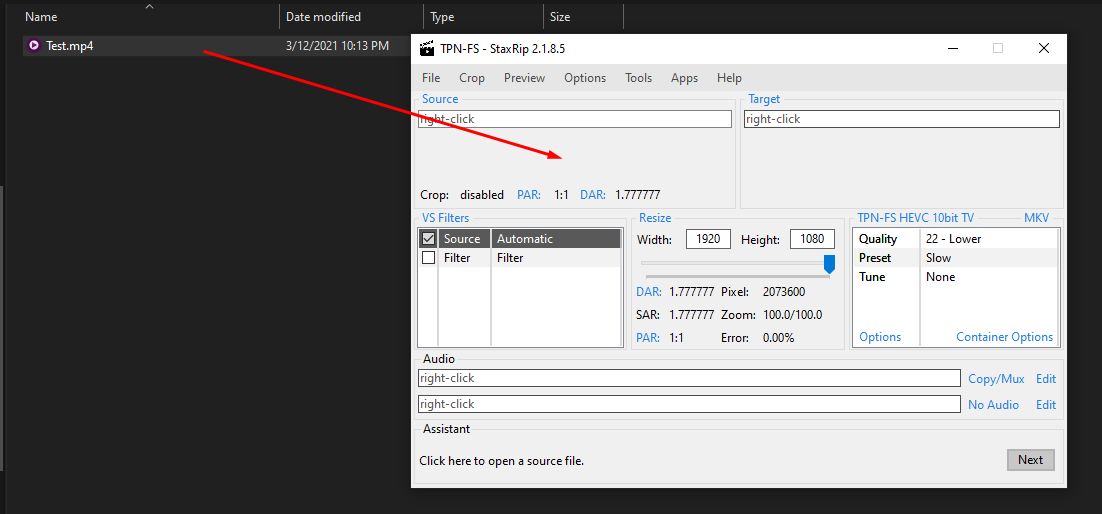 Name Date modified Type Size
Test.mp4 3/12/2021 10:13 PM
TPN-FS - StaxRip 2.1.8.5
File Crop Preview Options Tools Apps Help
Source Target
right-click right-click
Crop: disabled PAR: 1:1 DAR: 1.777777
VS Filters Resize TPN-FS HEVC 10bit TV MKV
Source Automatic Width: 1920 Height: 1080 Quality 22 - Lower
Filter Filter Preset Slow
Tune None
DAR: 1.777777 Pixel: 2073600
SAR: 1.777777 Zoom: 100.0/100.0
PAR: 1:1 Error: 0.00% Options Container Options
Audio
right-click Copy/Mux Edit
right-click No Audio Edit
Assistant
Click here to open a source file. Next